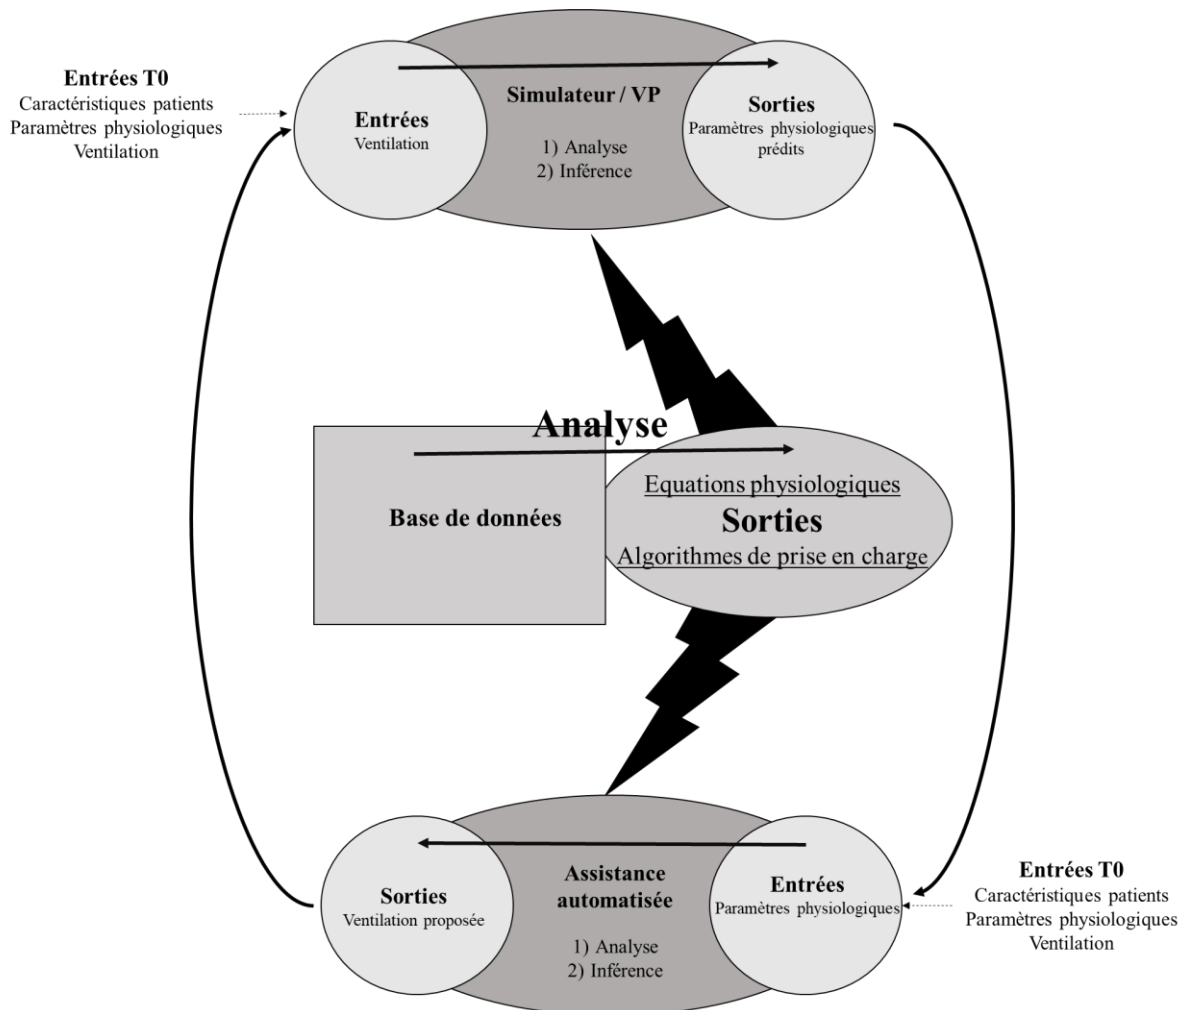 Entrées T0
Caractéristiques patients
Paramètres physiologiques
Ventilation
Entrées
Ventilation
Simulateur / VP
1) Analyse
2) Inférence
Sorties
Paramètres physiologiques
prédits
Analyse
Base de données
Equations physiologiques
Sorties
Algorithmes de prise en charge
Sorties
Ventilation proposée
Assistance
automatisée
1) Analyse
2) Inférence
Entrées
Paramètres physiologiques
Entrées T0
Caractéristiques patients
Paramètres physiologiques
Ventilation